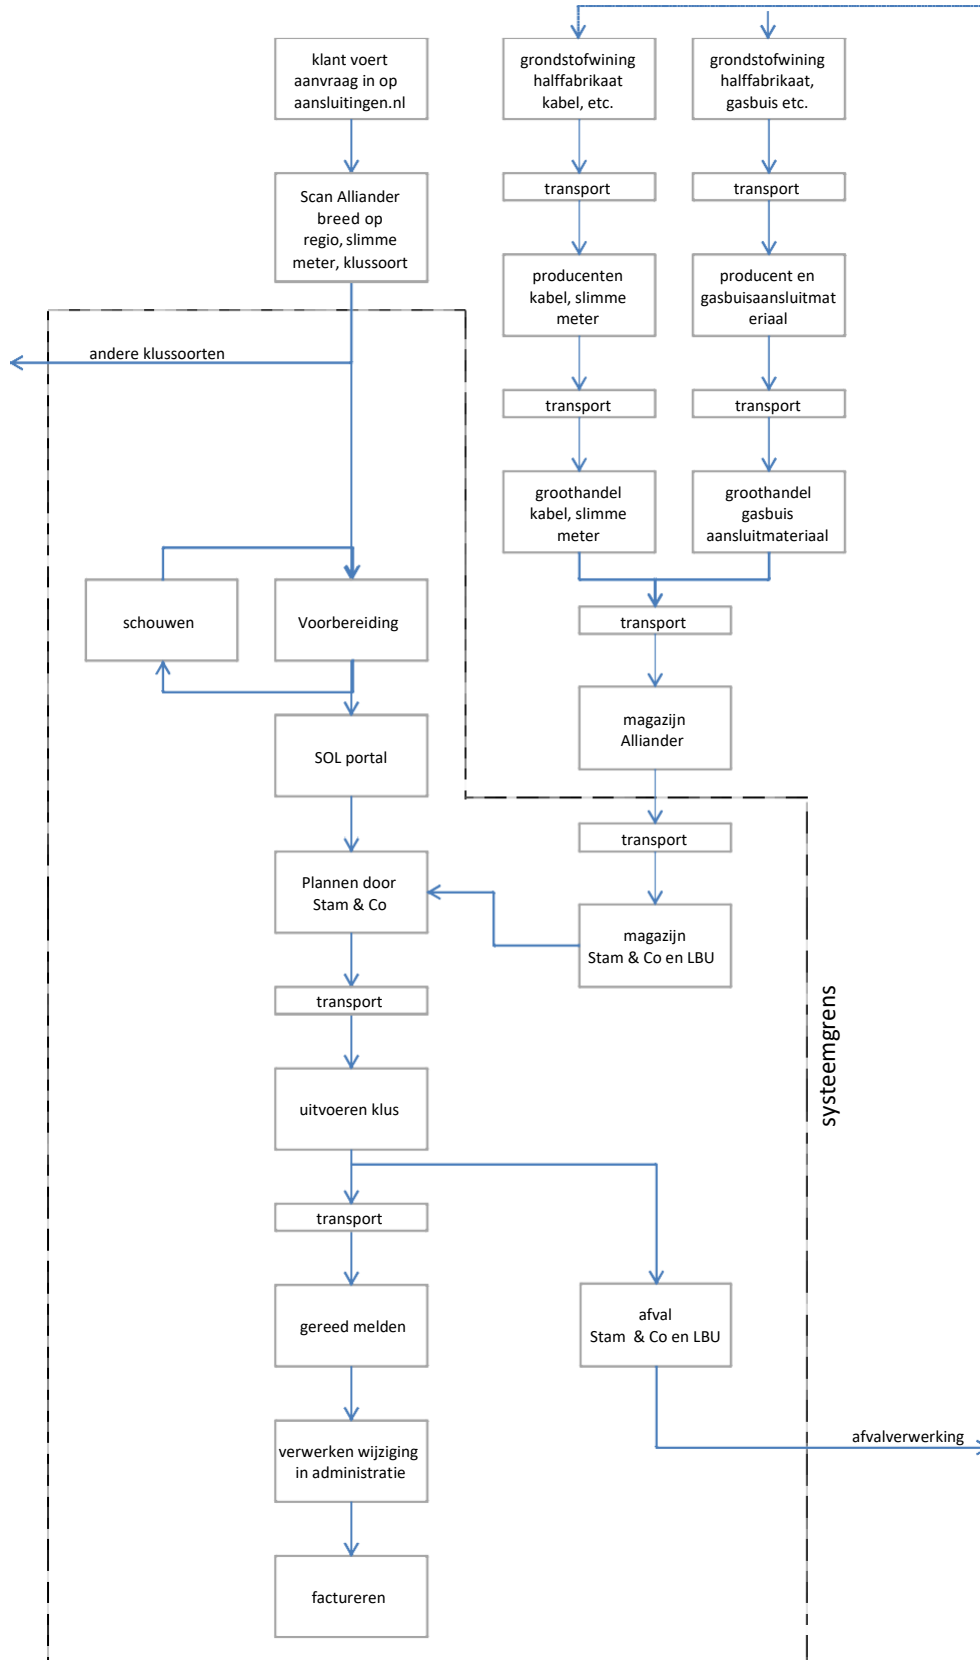 klant voert
aanvraag in op
aansluitingen.nl
grondstofwining
halffabrikaat
kabel, etc.
grondstofwining
halffabrikaat,
gasbuis etc.
transport
transport
Scan Alliander
breed op
regio, slimme
meter, klussoort
producenten
kabel, slimme
meter
producent en
gasbuisaansluitmat
eriaal
andere klussoorten
transport
transport
groothandel
kabel, slimme
meter
groothandel
gasbuis
aansluitmateriaal
schouwen
Voorbereiding
transport
SOL portal
magazijn
Alliander
transport
Plannen door
Stam & Co
magazijn
Stam & Co en LBU
transport
systeemgrens
uitvoeren klus
transport
gereed melden
afval
Stam & Co en LBU
afvalverwerking
verwerken wijziging
in administratie
factureren